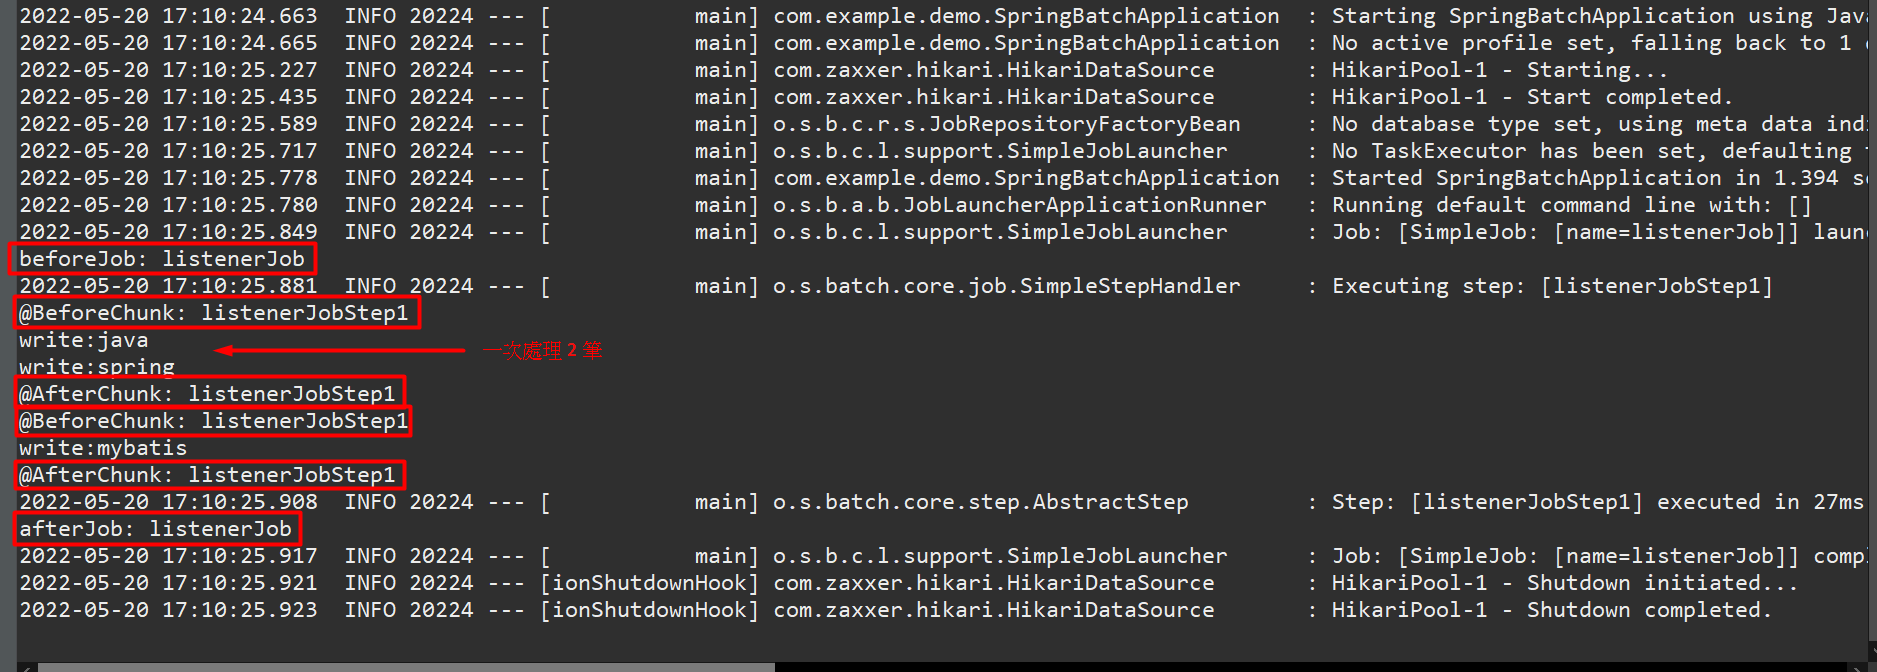 2022-05-20 17:10:24.663  INFO 20224 --- [           main] com.example.demo.SpringBatchApplication  : Starting SpringBatchApplication using Java
2022-05-20 17:10:24.665  INFO 20224 --- [           main] com.example.demo.SpringBatchApplication  : No active profile set, falling back to 1
2022-05-20 17:10:25.227  INFO 20224 --- [           main] com.zaxxer.hikari.HikariDataSource       : HikariPool-1 - Starting...
2022-05-20 17:10:25.435  INFO 20224 --- [           main] com.zaxxer.hikari.HikariDataSource       : HikariPool-1 - Start completed.
2022-05-20 17:10:25.589  INFO 20224 --- [           main] o.s.b.c.r.s.JobRepositoryFactoryBean     : No database type set, using meta data indi
2022-05-20 17:10:25.717  INFO 20224 --- [           main] o.s.b.c.l.support.SimpleJobLauncher      : No TaskExecutor has been set, defaulting
2022-05-20 17:10:25.778  INFO 20224 --- [           main] com.example.demo.SpringBatchApplication  : Started SpringBatchApplication in 1.394 se
2022-05-20 17:10:25.780  INFO 20224 --- [           main] o.s.b.a.b.JobLauncherApplicationRunner   : Running default command line with: []
2022-05-20 17:10:25.849  INFO 20224 --- [           main] o.s.b.c.l.support.SimpleJobLauncher      : Job: [SimpleJob: [name=listenerJob]] laun
beforeJob: listenerJob
2022-05-20 17:10:25.881  INFO 20224 --- [           main] o.s.batch.core.job.SimpleStepHandler     : Executing step: [listenerJobStep1]
@BeforeChunk: listenerJobStep1
write:java
一次處理 2 筆
write:spring
@AfterChunk: listenerJobStep1
@BeforeChunk: listenerJobStep1
write:mybatis
@AfterChunk: listenerJobStep1
2022-05-20 17:10:25.908  INFO 20224 --- [           main] o.s.batch.core.step.AbstractStep         : Step: [listenerJobStep1] executed in 27ms
afterJob: listenerJob
2022-05-20 17:10:25.917  INFO 20224 --- [           main] o.s.b.c.l.support.SimpleJobLauncher      : Job: [SimpleJob: [name=listenerJob]] compl
2022-05-20 17:10:25.921  INFO 20224 --- [ionShutdownHook] com.zaxxer.hikari.HikariDataSource       : HikariPool-1 - Shutdown initiated...
2022-05-20 17:10:25.923  INFO 20224 --- [ionShutdownHook] com.zaxxer.hikari.HikariDataSource       : HikariPool-1 - Shutdown completed.